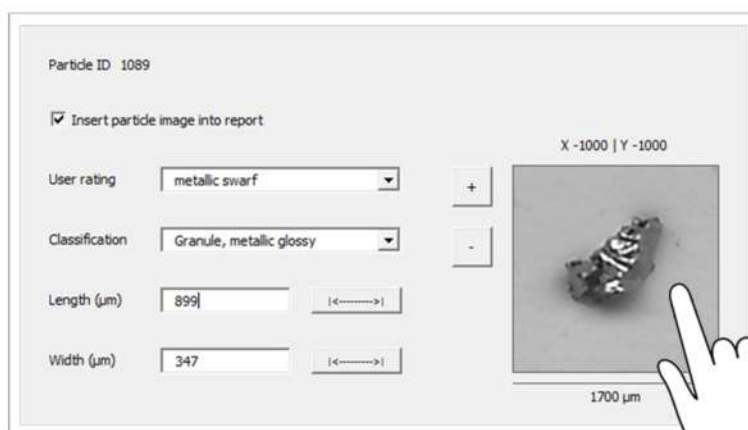 Particle ID 1089
Insert particle image into report
X -1000 | Y -1000
User rating metallic swarf +
Classification Granule, metallic glossy -
Length (µm) 899 |<--------->|
Width (µm) 347 |<--------->|
1700 µm